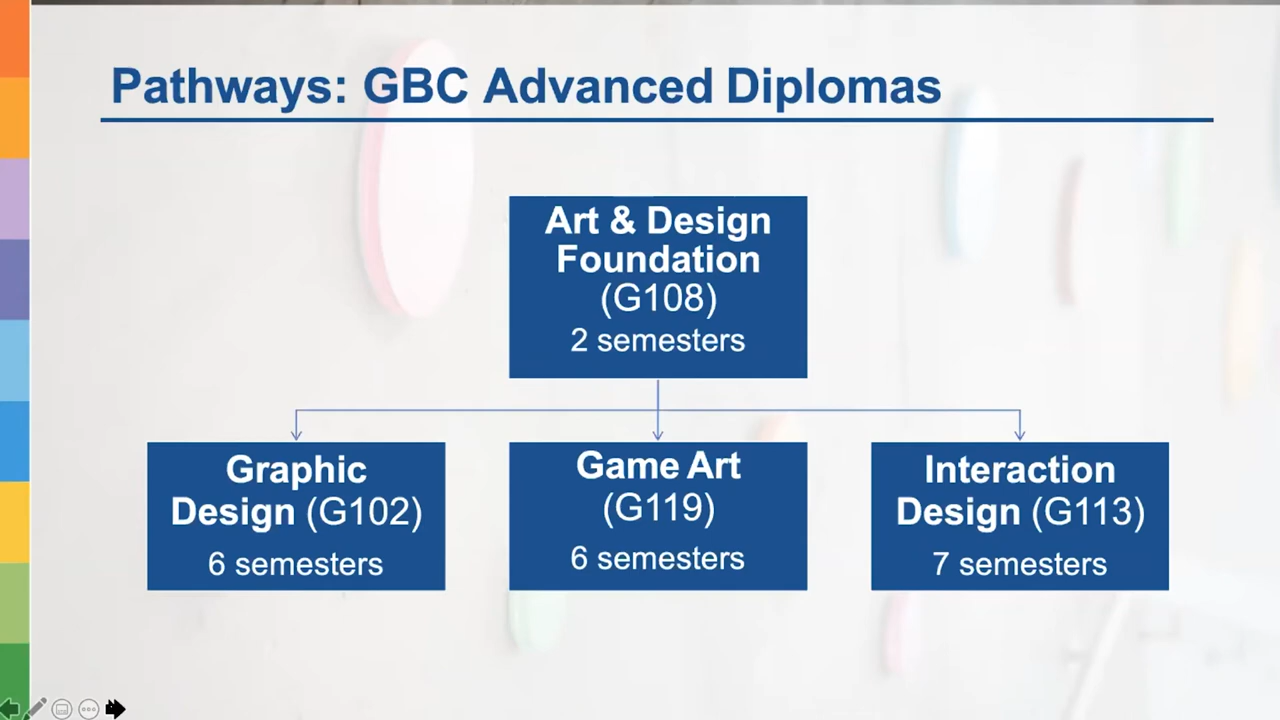 Pathways: GBC Advanced Diplomas
Art & Design
Foundation
(G108)
2 semesters
Graphic
Design (G102)
6 semesters
Game Art
(G119)
6 semesters
Interaction
Design (G113)
7 semesters